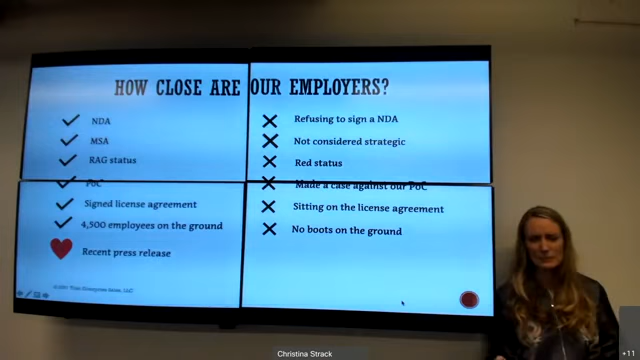 HOW CLOSE ARE OUR EMPLOYERS?
NDA
MSA
RAG status
PoC
Signed license agreement
4,500 employees on the ground
Recent press release
Refusing to sign a NDA
Not considered strategic
Red status
Made a case against our PoC
Sitting on the license agreement
No boots on the ground
Christina Strack
+11